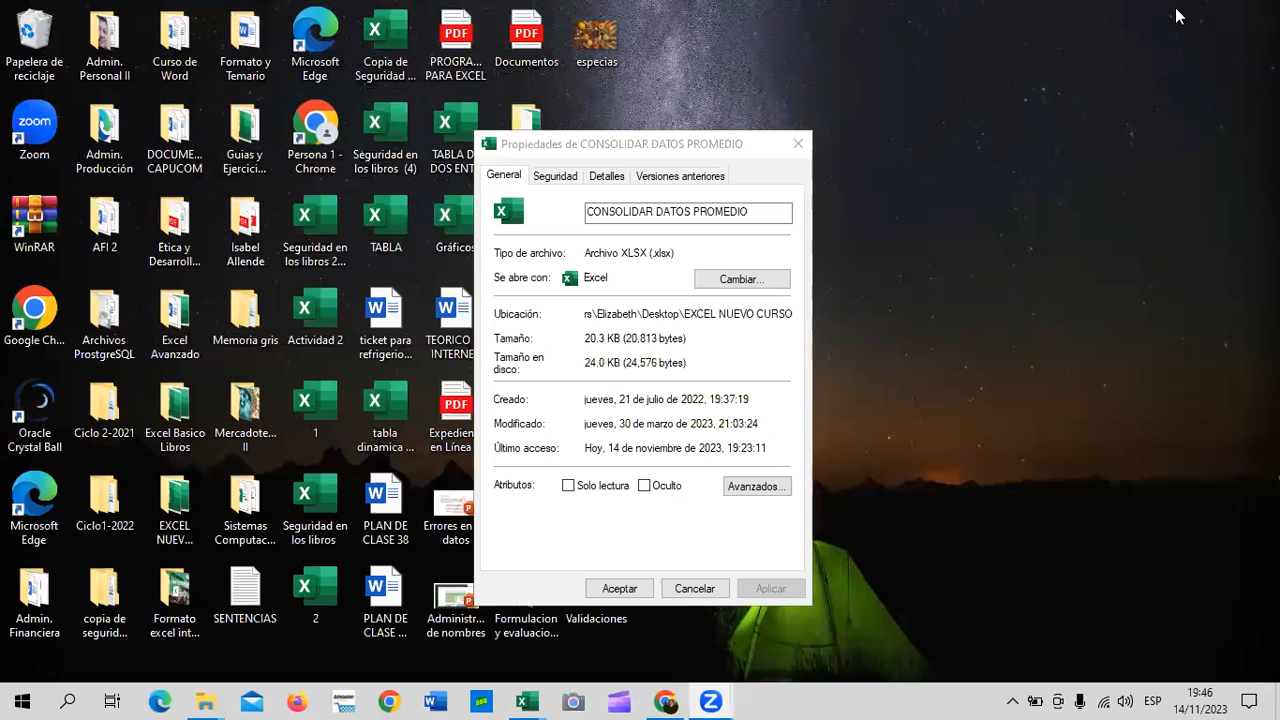 Papelera de
reciclaje
Admin.
Personal II
Curso de
Word
Formato y
Temario
Microsoft
Edge
Copia de
Seguridad ...
PROGRA...
PARA EXCEL
Documentos
especias
Zoom
Admin.
Producción
DOCUME...
CAPUCOM
Guias y
Ejercici...
Persona 1 -
Chrome
Seguridad en
los libros (4)
TABLA D
DOS ENT
WinRAR
AFI 2
Etica y
Desarroll...
Isabel
Allende
Seguridad en
los libros 2...
TABLA
Gráficos
Google Ch...
Archivos
ProstgreSQL
Excel
Avanzado
Memoria gris
Actividad 2
ticket para
refrigerio...
TEORICO
INTERNE
Oracle
Crystal Ball
Ciclo 2-2021
Excel Basico
Libros
Mercadote...
II
1
tabla
dinamica ...
Expedien
en Línea
Microsoft
Edge
Ciclo1-2022
EXCEL
NUEV...
Sistemas
Computac...
Seguridad en
los libros
PLAN DE
CLASE 38
Errores en
datos
Admin.
Financiera
copia de
segurid...
Formato
excel int...
SENTENCIAS
2
PLAN DE
CLASE ...
Administr...
de nombres
Formulacion
y evaluacio...
Validaciones
Propiedades de CONSOLIDAR DATOS PROMEDIO
General Seguridad Detalles Versiones anteriores
CONSOLIDAR DATOS PROMEDIO
Tipo de archivo: Archivo XLSX (.xlsx)
Se abre con: Excel Cambiar...
Ubicación: rs\Elizabeth\Desktop\EXCEL NUEVO CURSO
Tamaño: 20.3 KB (20,813 bytes)
Tamaño en
disco: 24.0 KB (24,576 bytes)
Creado: jueves, 21 de julio de 2022, 19:37:19
Modificado: jueves, 30 de marzo de 2023, 21:03:24
Último acceso: Hoy, 14 de noviembre de 2023, 19:23:11
Atributos: Solo lectura Oculto Avanzados...
Aceptar Cancelar Aplicar
ESP
19:46
14/11/2023